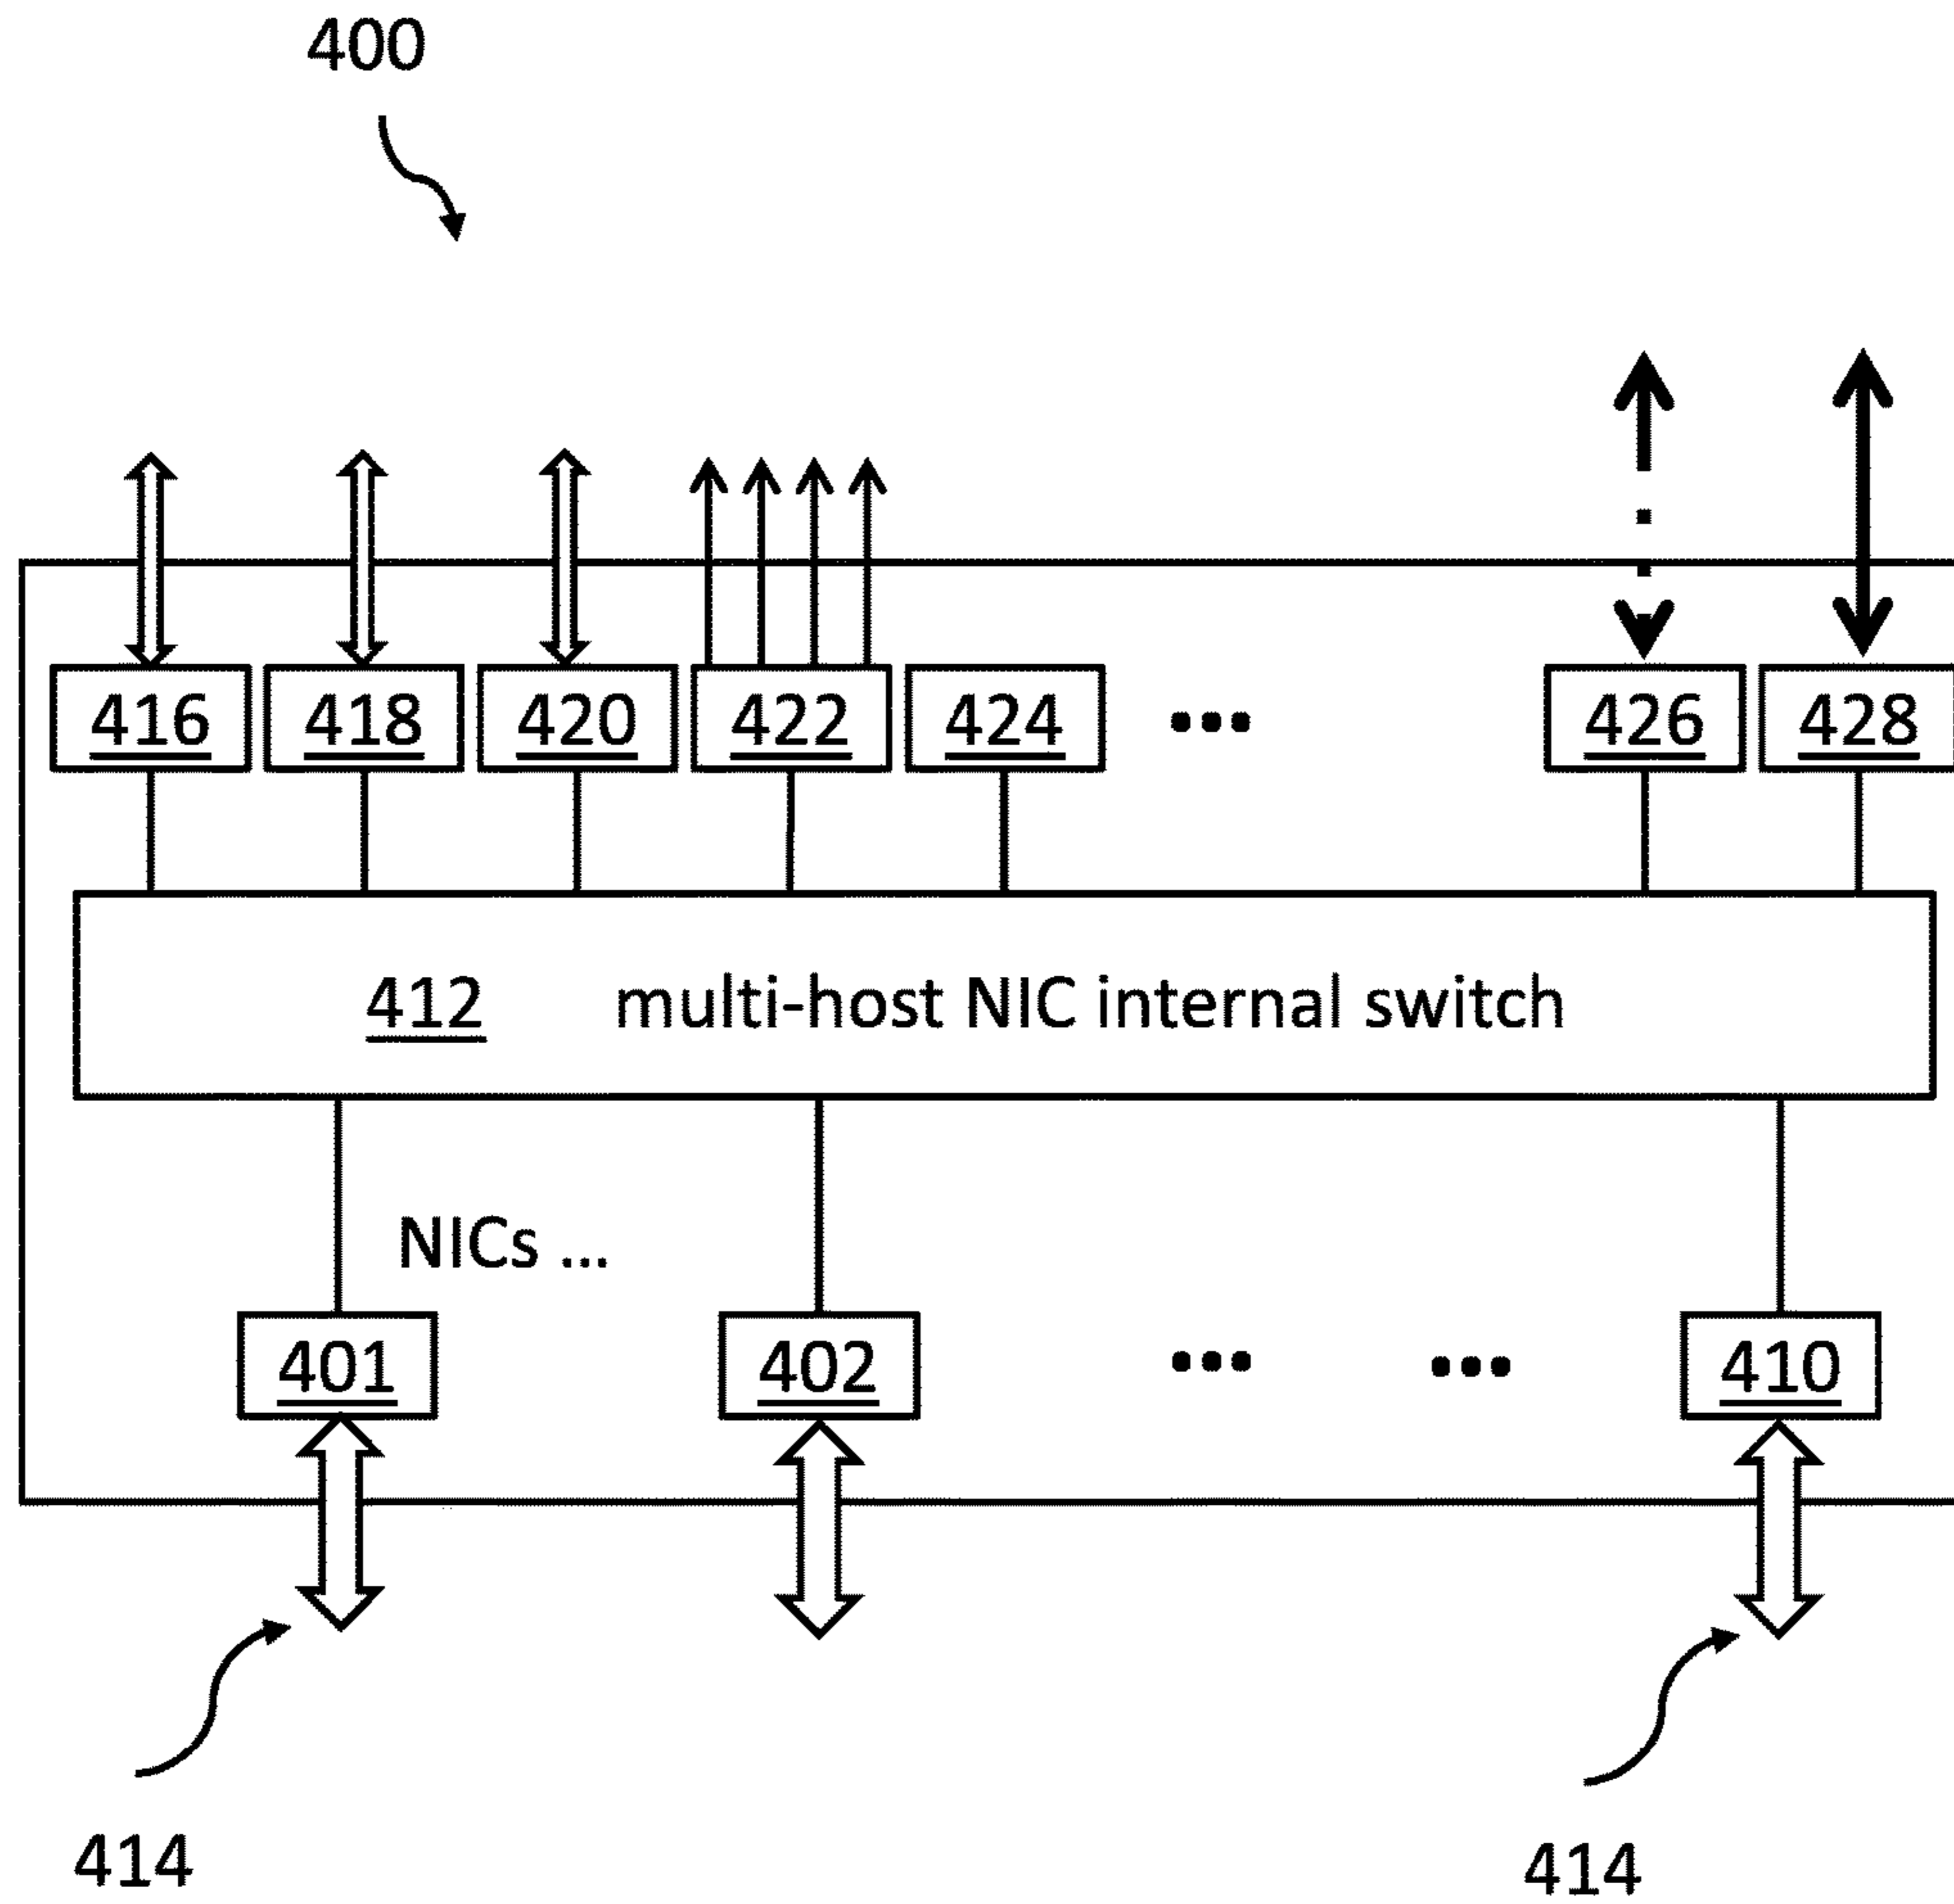 400
416 418 420 422 424 ... 426 428
412 multi-host NIC internal switch
NICs ...
401 402 ... ... 410
414 414